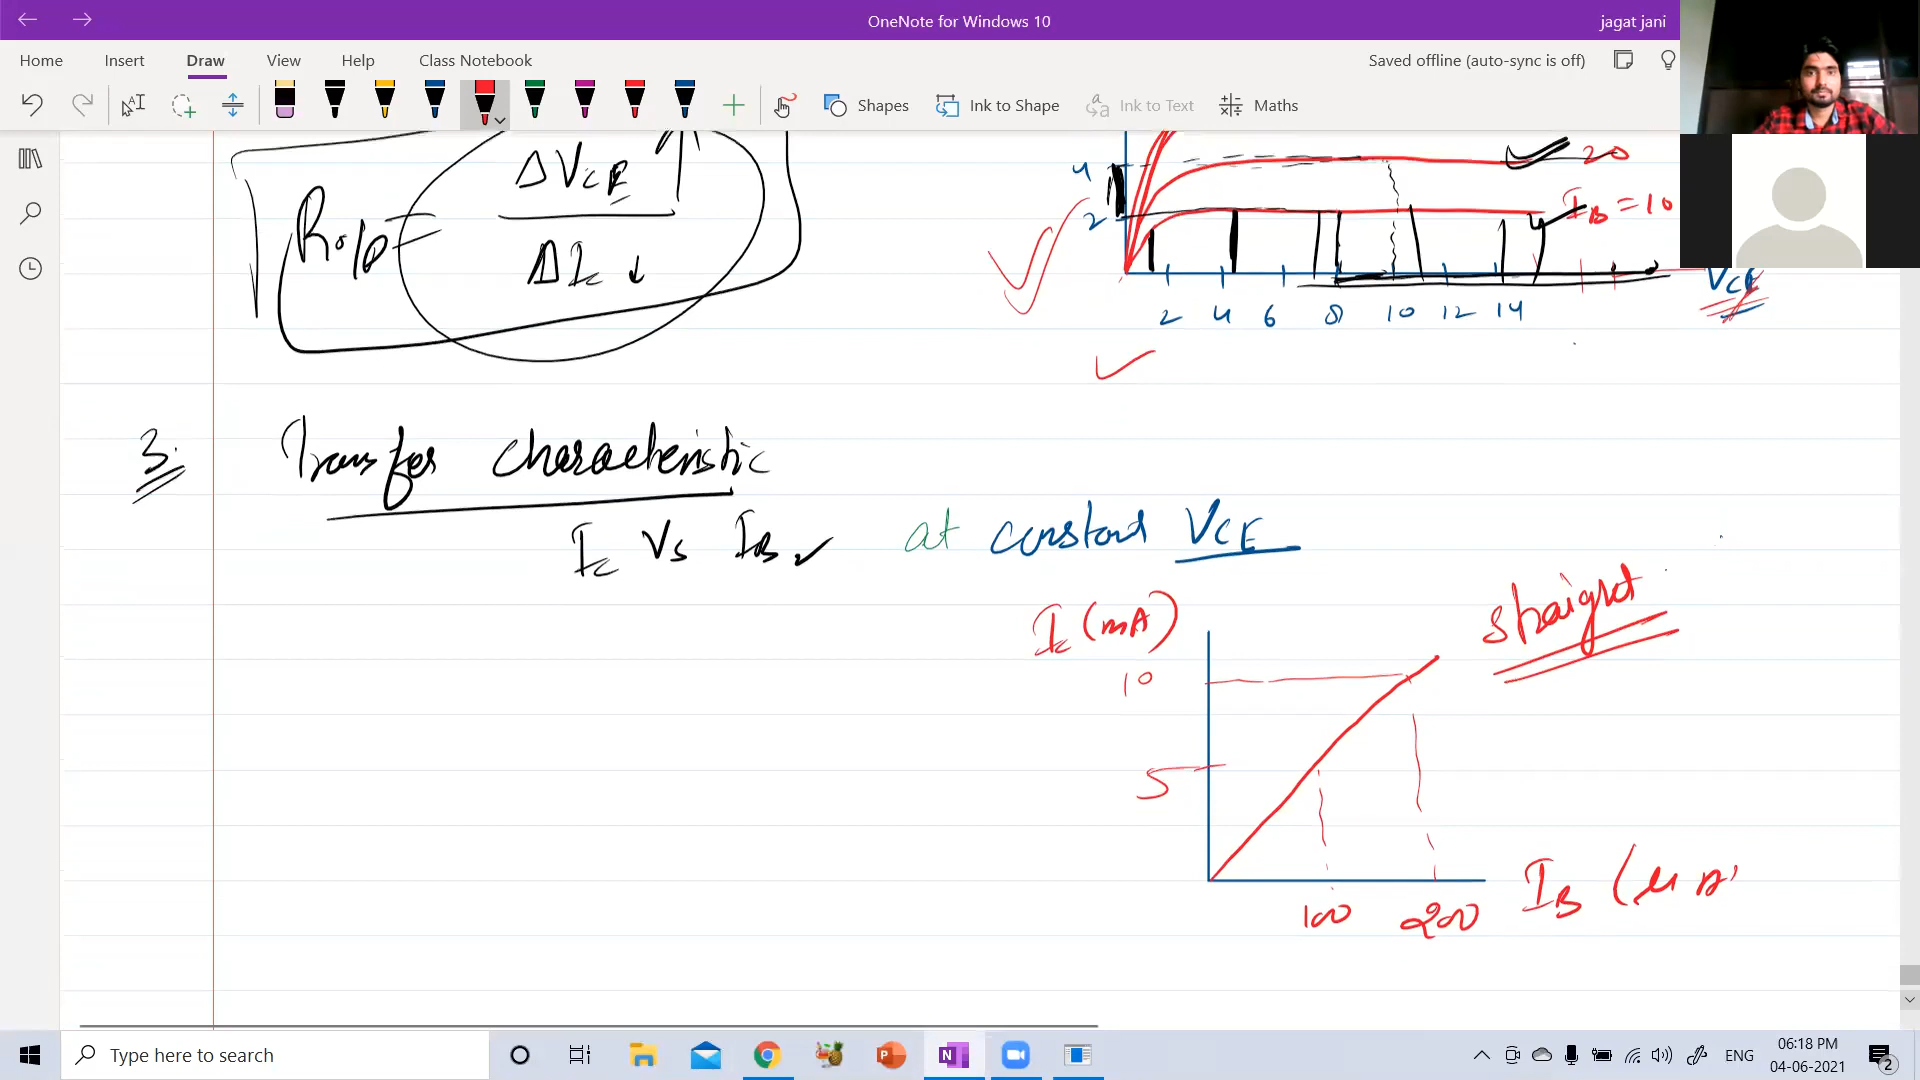 OneNote for Windows 10
jagat jani
Home Insert Draw View Help Class Notebook
Saved offline (auto-sync is off)
Shapes Ink to Shape Ink to Text Maths
Ro/p = ΔVCE ↑
ΔIC ↓
4
20
2
IB = 10
VCE
2 4 6 8 10 12 14
3. Transfer characteristic
IC Vs IB at constant VCE
IC (mA)
straight
10
5
100 200
IB (μA)
Type here to search
ENG
06:18 PM
04-06-2021
2